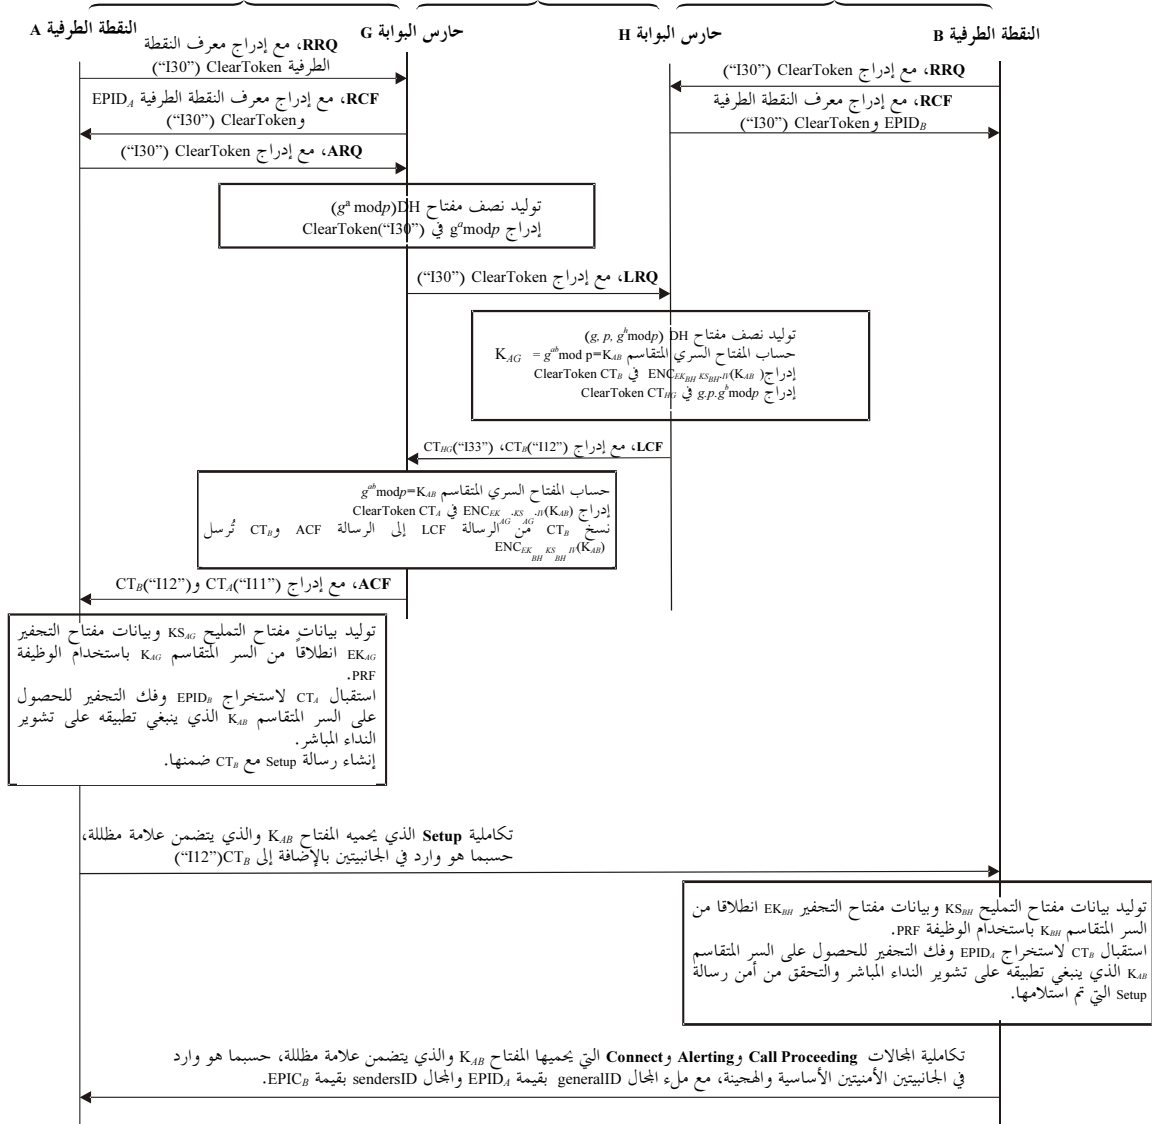 النقطة الطرفية A
حارس البوابة G
حارس البوابة H
النقطة الطرفية B
RRQ، مع إدراج معرف النقطة
الطرفية ClearToken (“I30”)
RRQ، مع إدراج ClearToken (“I30”)
RCF، مع إدراج معرف النقطة الطرفية EPIDA
وClearToken (“I30”)
RCF، مع إدراج معرف النقطة الطرفية
EPIDB وClearToken (“I30”)
ARQ، مع إدراج ClearToken (“I30”)
توليد نصف مفتاح DH(gª modp)
إدراج gªmodp في ClearToken(“I30”)
LRQ، مع إدراج ClearToken (“I30”)
توليد نصف مفتاح DH (g, p, gʰmodp)
حساب المفتاح السري المتقاسم KAG = gᵃᵇmod p=KAB
إدراج ENCEKBH KSBH,IV(KAB) في ClearToken CTB
إدراج g.p.gʰmodp في ClearToken CTHG
LCF، مع إدراج CTB(“I12”)، CTHG(“I33”)
حساب المفتاح السري المتقاسم gᵃᵇmodp=KAB
إدراج ENCEKAG,KSAG,IV(KAB) في ClearToken CTA
نسخ CTB من الرسالة LCF إلى الرسالة ACF وCTB تُرسل
ENCEKBH KSBH IV(KAB)
ACF، مع إدراج CTA(“I11”) وCTB(“I12”)
توليد بيانات مفتاح التمليح KSAG وبيانات مفتاح التجفير
EKAG انطلاقاً من السر المتقاسم KAG باستخدام الوظيفة
PRF.
استقبال CTA لاستخراج EPIDB وفك التجفير للحصول
على السر المتقاسم KAB الذي ينبغي تطبيقه على تشوير
النداء المباشر.
إنشاء رسالة Setup مع CTB ضمنها.
تكاملية Setup الذي يحميه المفتاح KAB والذي يتضمن علامة مظللة،
حسبما هو وارد في الجانبيتين بالإضافة إلى CTB(“I12”)
توليد بيانات مفتاح التمليح KSBH وبيانات مفتاح التجفير EKBH انطلاقا من
السر المتقاسم KBH باستخدام الوظيفة PRF.
استقبال CTB لاستخراج EPIDA وفك التجفير للحصول على السر المتقاسم
KAB الذي ينبغي تطبيقه على تشوير النداء المباشر والتحقق من أمن رسالة
Setup التي تم استلامها.
تكاملية المجالات Call Proceeding وAlerting وConnect التي يحميها المفتاح KAB والذي يتضمن علامة مظللة، حسبما هو وارد
في الجانبيتين الأمنيتين الأساسية والهجينة، مع ملء المجال generalID بقيمة EPIDA والمجال sendersID بقيمة EPICB.